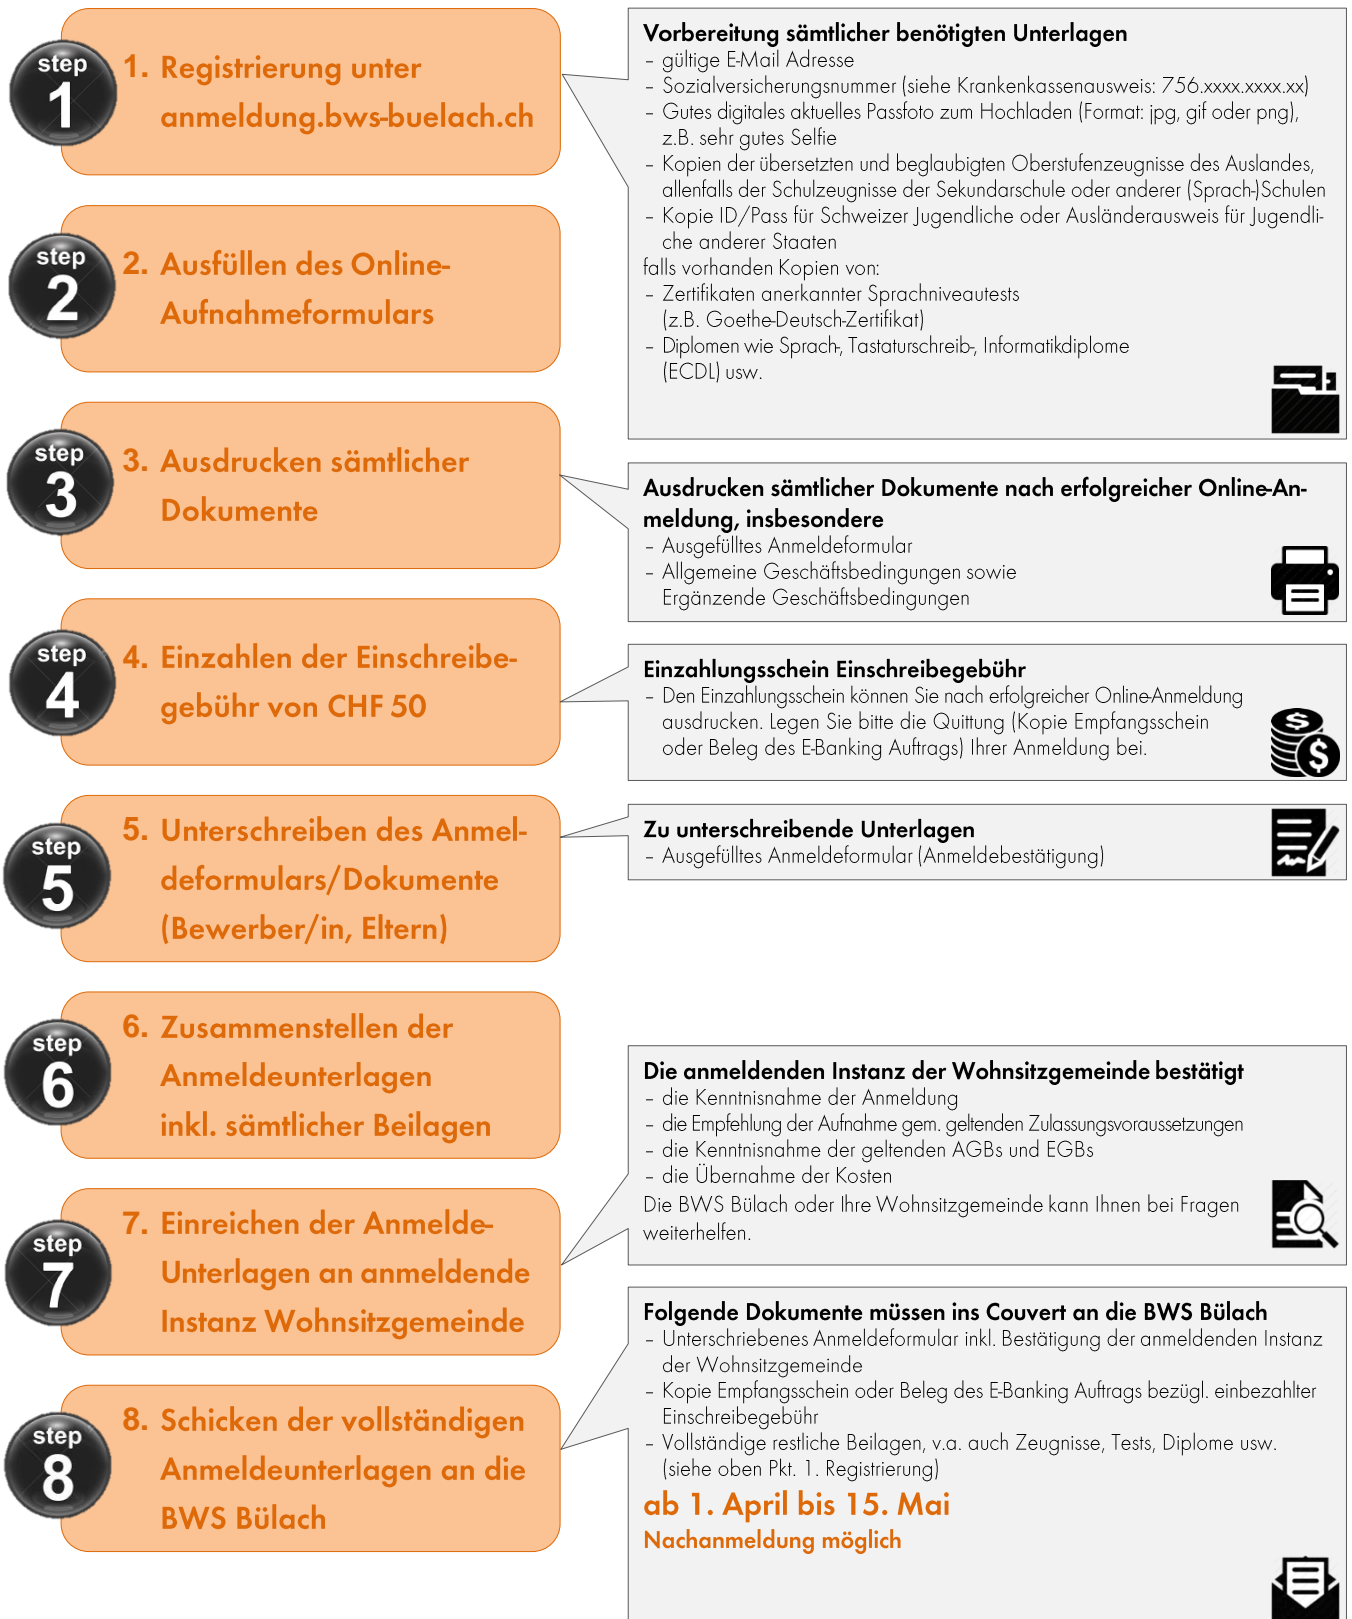 step
1
1. Registrierung unter
anmeldung.bws-buelach.ch
Vorbereitung sämtlicher benötigten Unterlagen
- gültige E-Mail Adresse
- Sozialversicherungsnummer (siehe Krankenkassenausweis: 756.xxxx.xxxx.xx)
- Gutes digitales aktuelles Passfoto zum Hochladen (Format: jpg, gif oder png),
z.B. sehr gutes Selfie
- Kopien der übersetzten und beglaubigten Oberstufenzeugnisse des Auslandes,
allenfalls der Schulzeugnisse der Sekundarschule oder anderer (Sprach-)Schulen
- Kopie ID/Pass für Schweizer Jugendliche oder Ausländerausweis für Jugendli-
che anderer Staaten
falls vorhanden Kopien von:
- Zertifikaten anerkannter Sprachniveautests
(z.B. Goethe-Deutsch-Zertifikat)
- Diplomen wie Sprach-, Tastaturschreib-, Informatikdiplome
(ECDL) usw.
step
2
2. Ausfüllen des Online-
Aufnahmeformulars
step
3
3. Ausdrucken sämtlicher
Dokumente
Ausdrucken sämtlicher Dokumente nach erfolgreicher Online-An-
meldung, insbesondere
- Ausgefülltes Anmeldeformular
- Allgemeine Geschäftsbedingungen sowie
Ergänzende Geschäftsbedingungen
step
4
4. Einzahlen der Einschreibe-
gebühr von CHF 50
Einzahlungsschein Einschreibegebühr
- Den Einzahlungsschein können Sie nach erfolgreicher Online-Anmeldung
ausdrucken. Legen Sie bitte die Quittung (Kopie Empfangsschein
oder Beleg des E-Banking Auftrags) Ihrer Anmeldung bei.
step
5
5. Unterschreiben des Anmel-
deformulars/Dokumente
(Bewerber/in, Eltern)
Zu unterschreibende Unterlagen
- Ausgefülltes Anmeldeformular (Anmeldebestätigung)
step
6
6. Zusammenstellen der
Anmeldeunterlagen
inkl. sämtlicher Beilagen
step
7
7. Einreichen der Anmelde-
Unterlagen an anmeldende
Instanz Wohnsitzgemeinde
Die anmeldenden Instanz der Wohnsitzgemeinde bestätigt
- die Kenntnisnahme der Anmeldung
- die Empfehlung der Aufnahme gem. geltenden Zulassungsvoraussetzungen
- die Kenntnisnahme der geltenden AGBs und EGBs
- die Übernahme der Kosten
Die BWS Bülach oder Ihre Wohnsitzgemeinde kann Ihnen bei Fragen
weiterhelfen.
step
8
8. Schicken der vollständigen
Anmeldeunterlagen an die
BWS Bülach
Folgende Dokumente müssen ins Couvert an die BWS Bülach
- Unterschriebenes Anmeldeformular inkl. Bestätigung der anmeldenden Instanz
der Wohnsitzgemeinde
- Kopie Empfangsschein oder Beleg des E-Banking Auftrags bezügl. einbezahlter
Einschreibegebühr
- Vollständige restliche Beilagen, v.a. auch Zeugnisse, Tests, Diplome usw.
(siehe oben Pkt. 1. Registrierung)
ab 1. April bis 15. Mai
Nachanmeldung möglich